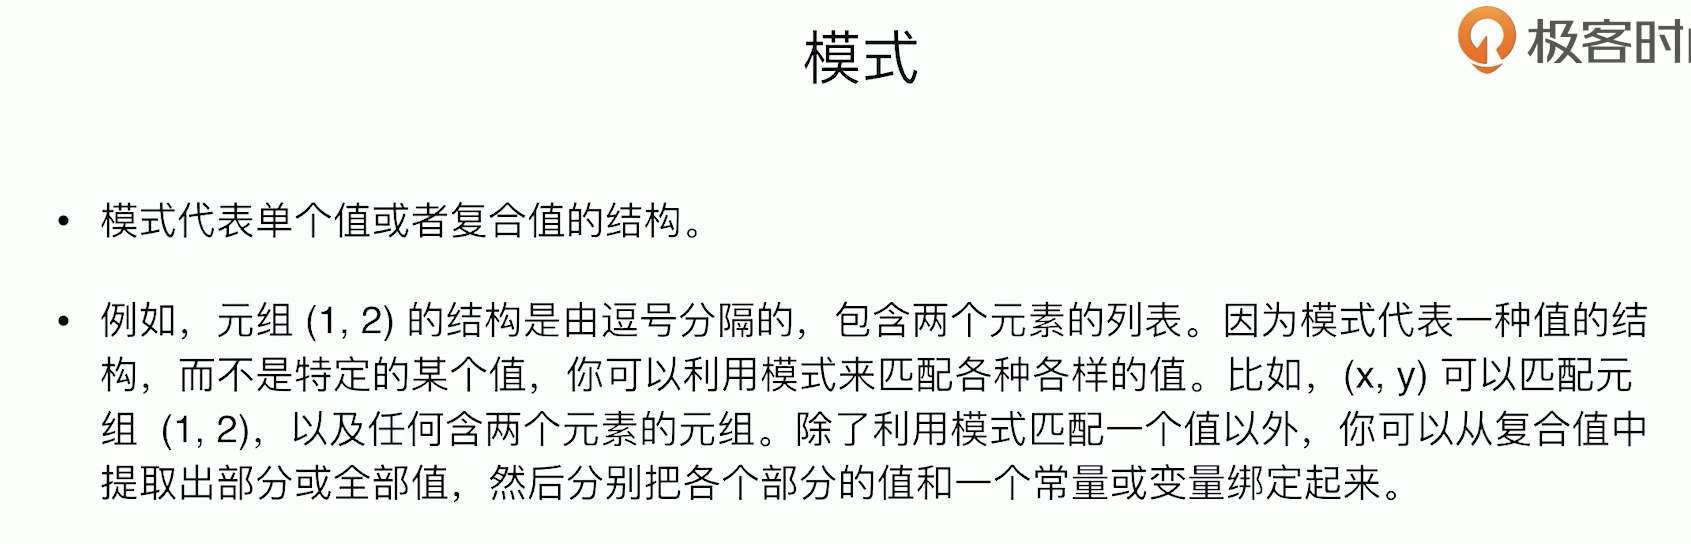 模式
极客时
• 模式代表单个值或者复合值的结构。
• 例如，元组 (1, 2) 的结构是由逗号分隔的，包含两个元素的列表。因为模式代表一种值的结
构，而不是特定的某个值，你可以利用模式来匹配各种各样的值。比如，(x, y) 可以匹配元
组 (1, 2)，以及任何含两个元素的元组。除了利用模式匹配一个值以外，你可以从复合值中
提取出部分或全部值，然后分别把各个部分的值和一个常量或变量绑定起来。